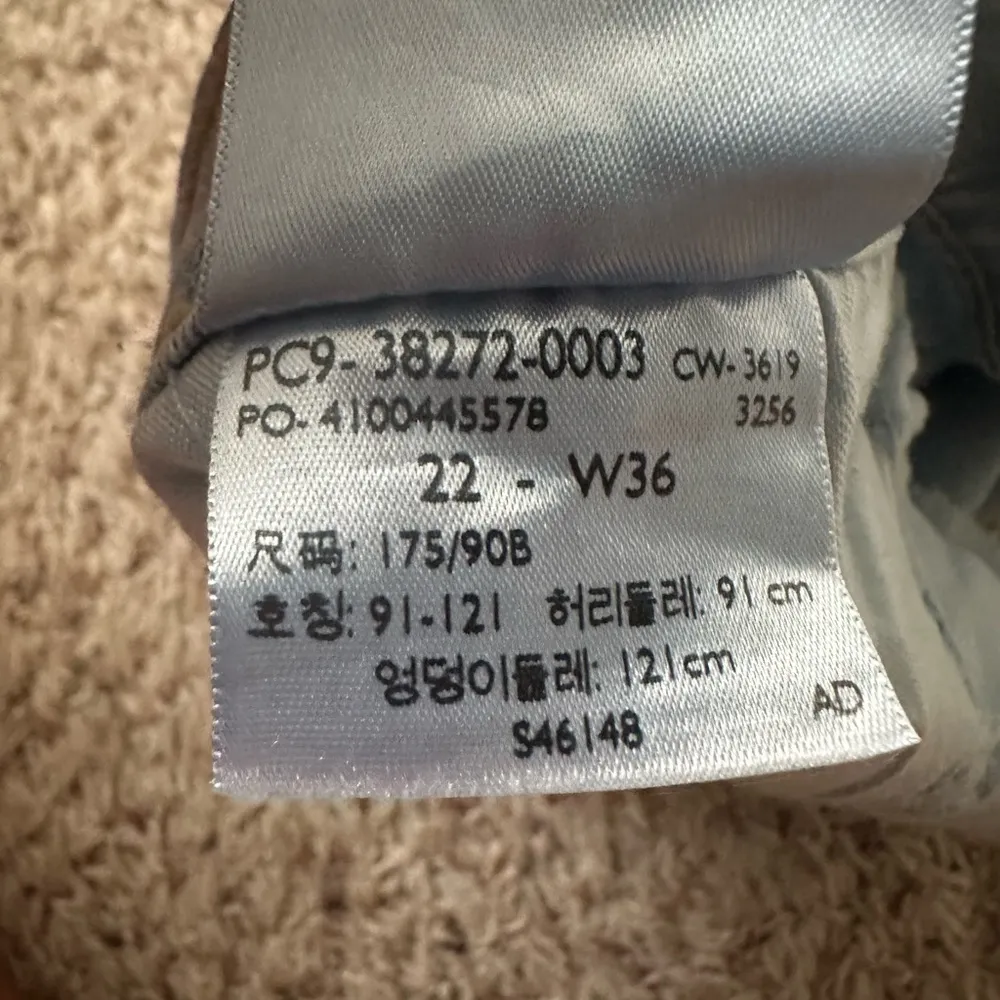 PC9- 38272-0003 CW- 3619
PO- 4100445578 3256
22 - W36
尺码: 175/90B
호칭: 91-121 허리둘레: 91 cm
엉덩이둘레: 121cm
S46148 AD